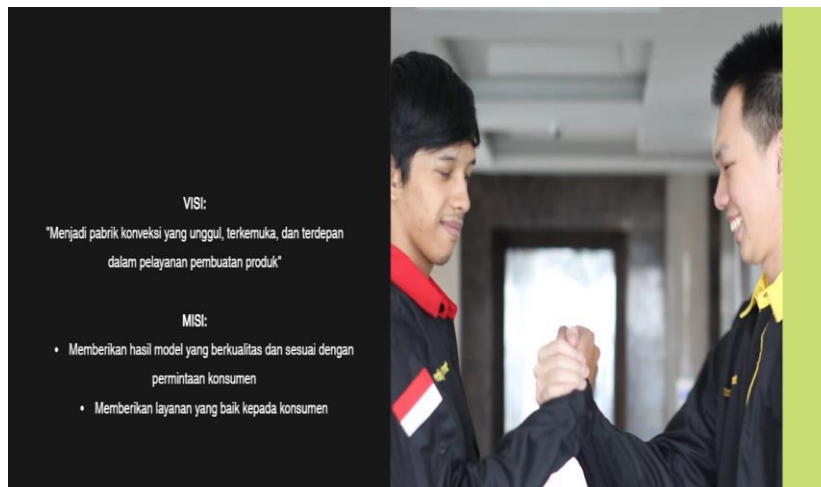 VISI:
"Menjadi pabrik konveksi yang unggul, terkemuka, dan terdepan
dalam pelayanan pembuatan produk"
MISI:
• Memberikan hasil model yang berkualitas dan sesuai dengan
permintaan konsumen
• Memberikan layanan yang baik kepada konsumen